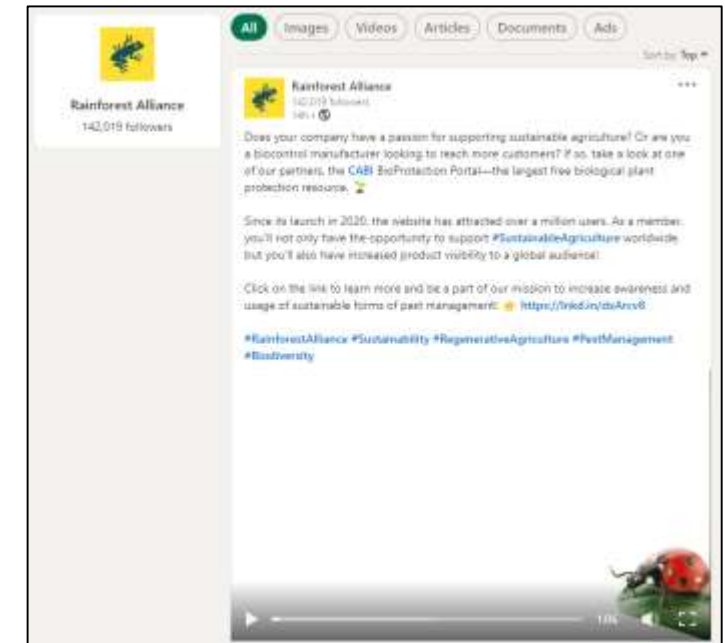 All
Images
Videos
Articles
Documents
Ads
Sort by: Top
Rainforest Alliance
142,019 followers
Rainforest Alliance
142,019 followers
Does your company have a passion for supporting sustainable agriculture? Or are you
a biocontrol manufacturer looking to reach more customers? If so, take a look at one
of our partners, the CABI BioProtection Portal—the largest free biological plant
protection resource.
Since its launch in 2020, the website has attracted over a million users. As a member,
you'll not only have the opportunity to support #SustainableAgriculture worldwide
but you'll also have increased product visibility to a global audience!
Click on the link to learn more and be a part of our mission to increase awareness and
usage of sustainable forms of pest management!
#RainforestAlliance #Sustainability #RegenerativeAgriculture #PestManagement
#Biodiversity